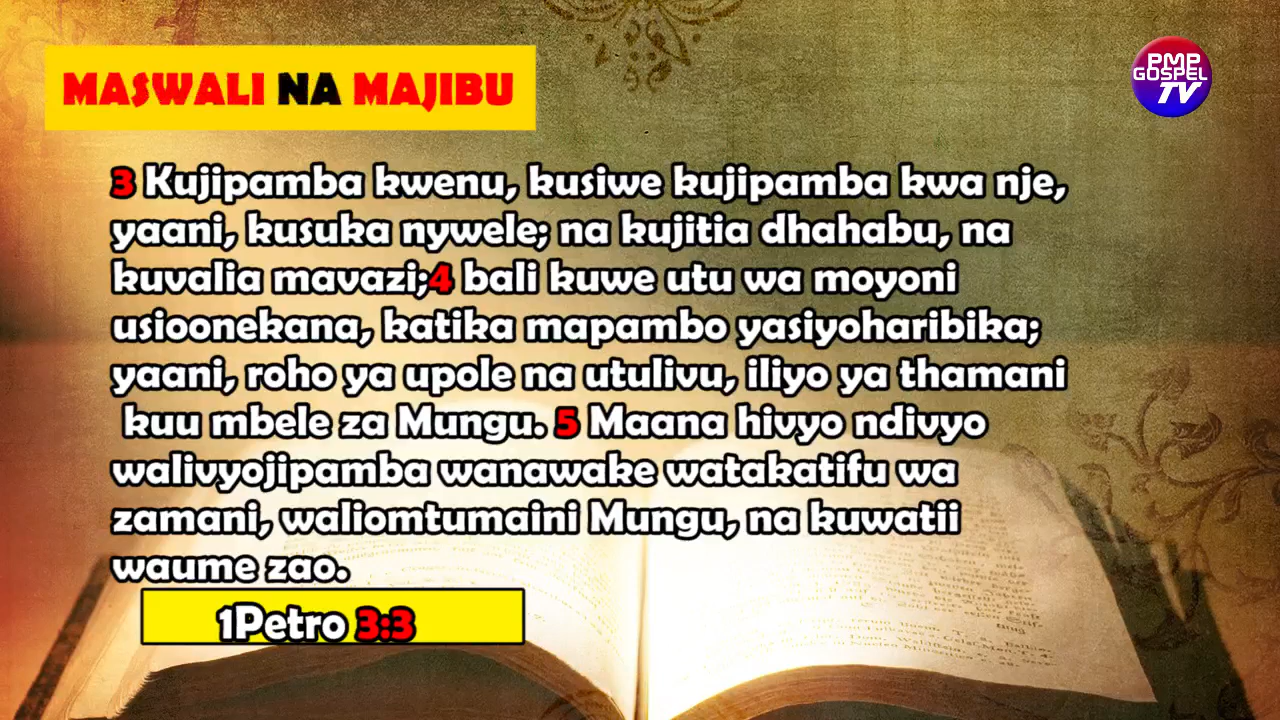 MASWALI NA MAJIBU
PMP
GOSPEL
TV
3 Kujipamba kwenu, kusiwe kujipamba kwa nje,
yaani, kusuka nywele; na kujitia dhahabu, na
kuvalia mavazi;4 bali kuwe utu wa moyoni
usioonekana, katika mapambo yasiyoharibika;
yaani, roho ya upole na utulivu, iliyo ya thamani
kuu mbele za Mungu. 5 Maana hivyo ndivyo
walivyojipamba wanawake watakatifu wa
zamani, waliomtumaini Mungu, na kuwatii
waume zao.
1Petro 3:3